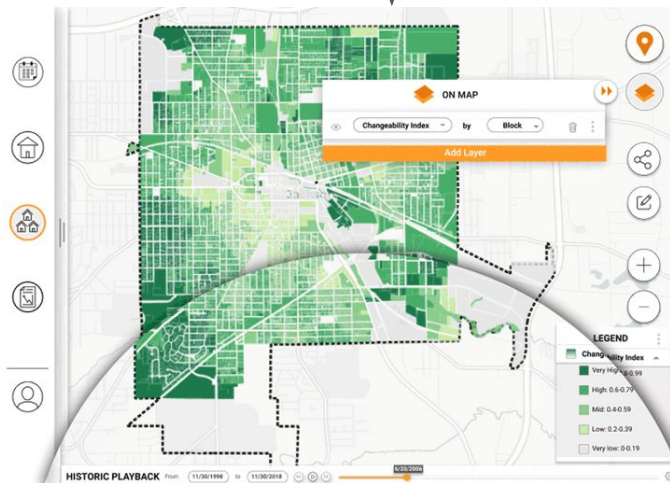 ON MAP
Changeability Index by Block
Add Layer
LEGEND
Changeability Index
Very High: 0.8-0.99
High: 0.6-0.79
Mid: 0.4-0.59
Low: 0.2-0.39
Very low: 0-0.19
6/22/2006
HISTORIC PLAYBACK From 11/30/1998 to 11/30/2018